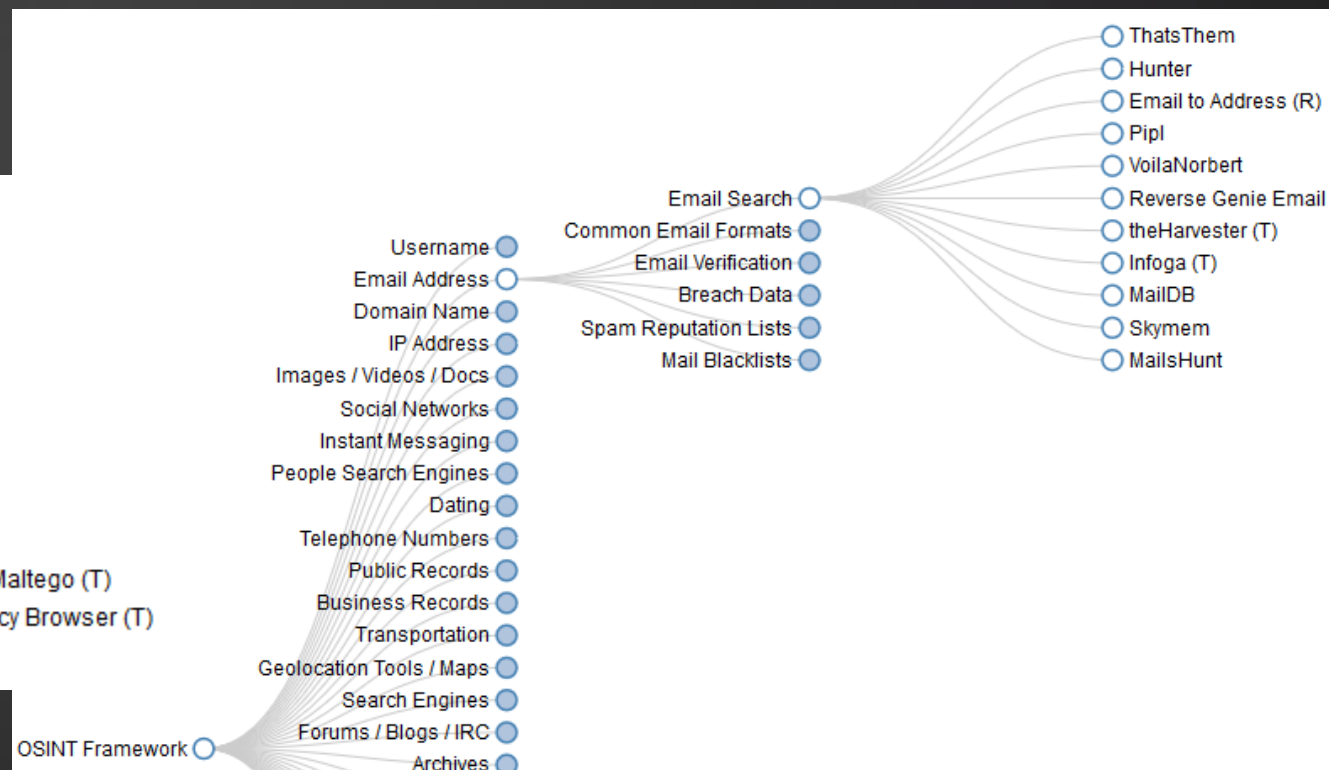 ThatsThem
Hunter
Email to Address (R)
Pipl
VoilaNorbert
Reverse Genie Email
theHarvester (T)
Infoga (T)
MailDB
Skymem
MailsHunt
Email Search
Common Email Formats
Email Verification
Breach Data
Spam Reputation Lists
Mail Blacklists
Username
Email Address
Domain Name
IP Address
Images / Videos / Docs
Social Networks
Instant Messaging
People Search Engines
Dating
Telephone Numbers
Public Records
Business Records
Transportation
Geolocation Tools / Maps
Search Engines
Forums / Blogs / IRC
Archives
Maltego (T)
cy Browser (T)
OSINT Framework